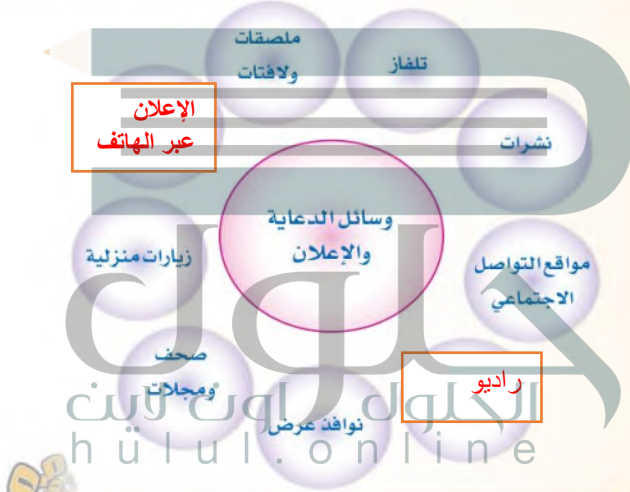 ملصقات
ولافتات
تلفاز
نشرات
مواقع التواصل
الاجتماعي
راديو
نوافذ عرض
صحف
ومجلات
زيارات منزلية
الإعلان
عبر الهاتف
وسائل الدعاية
والإعلان
حلول
الحلول اون لاين
hulul.online